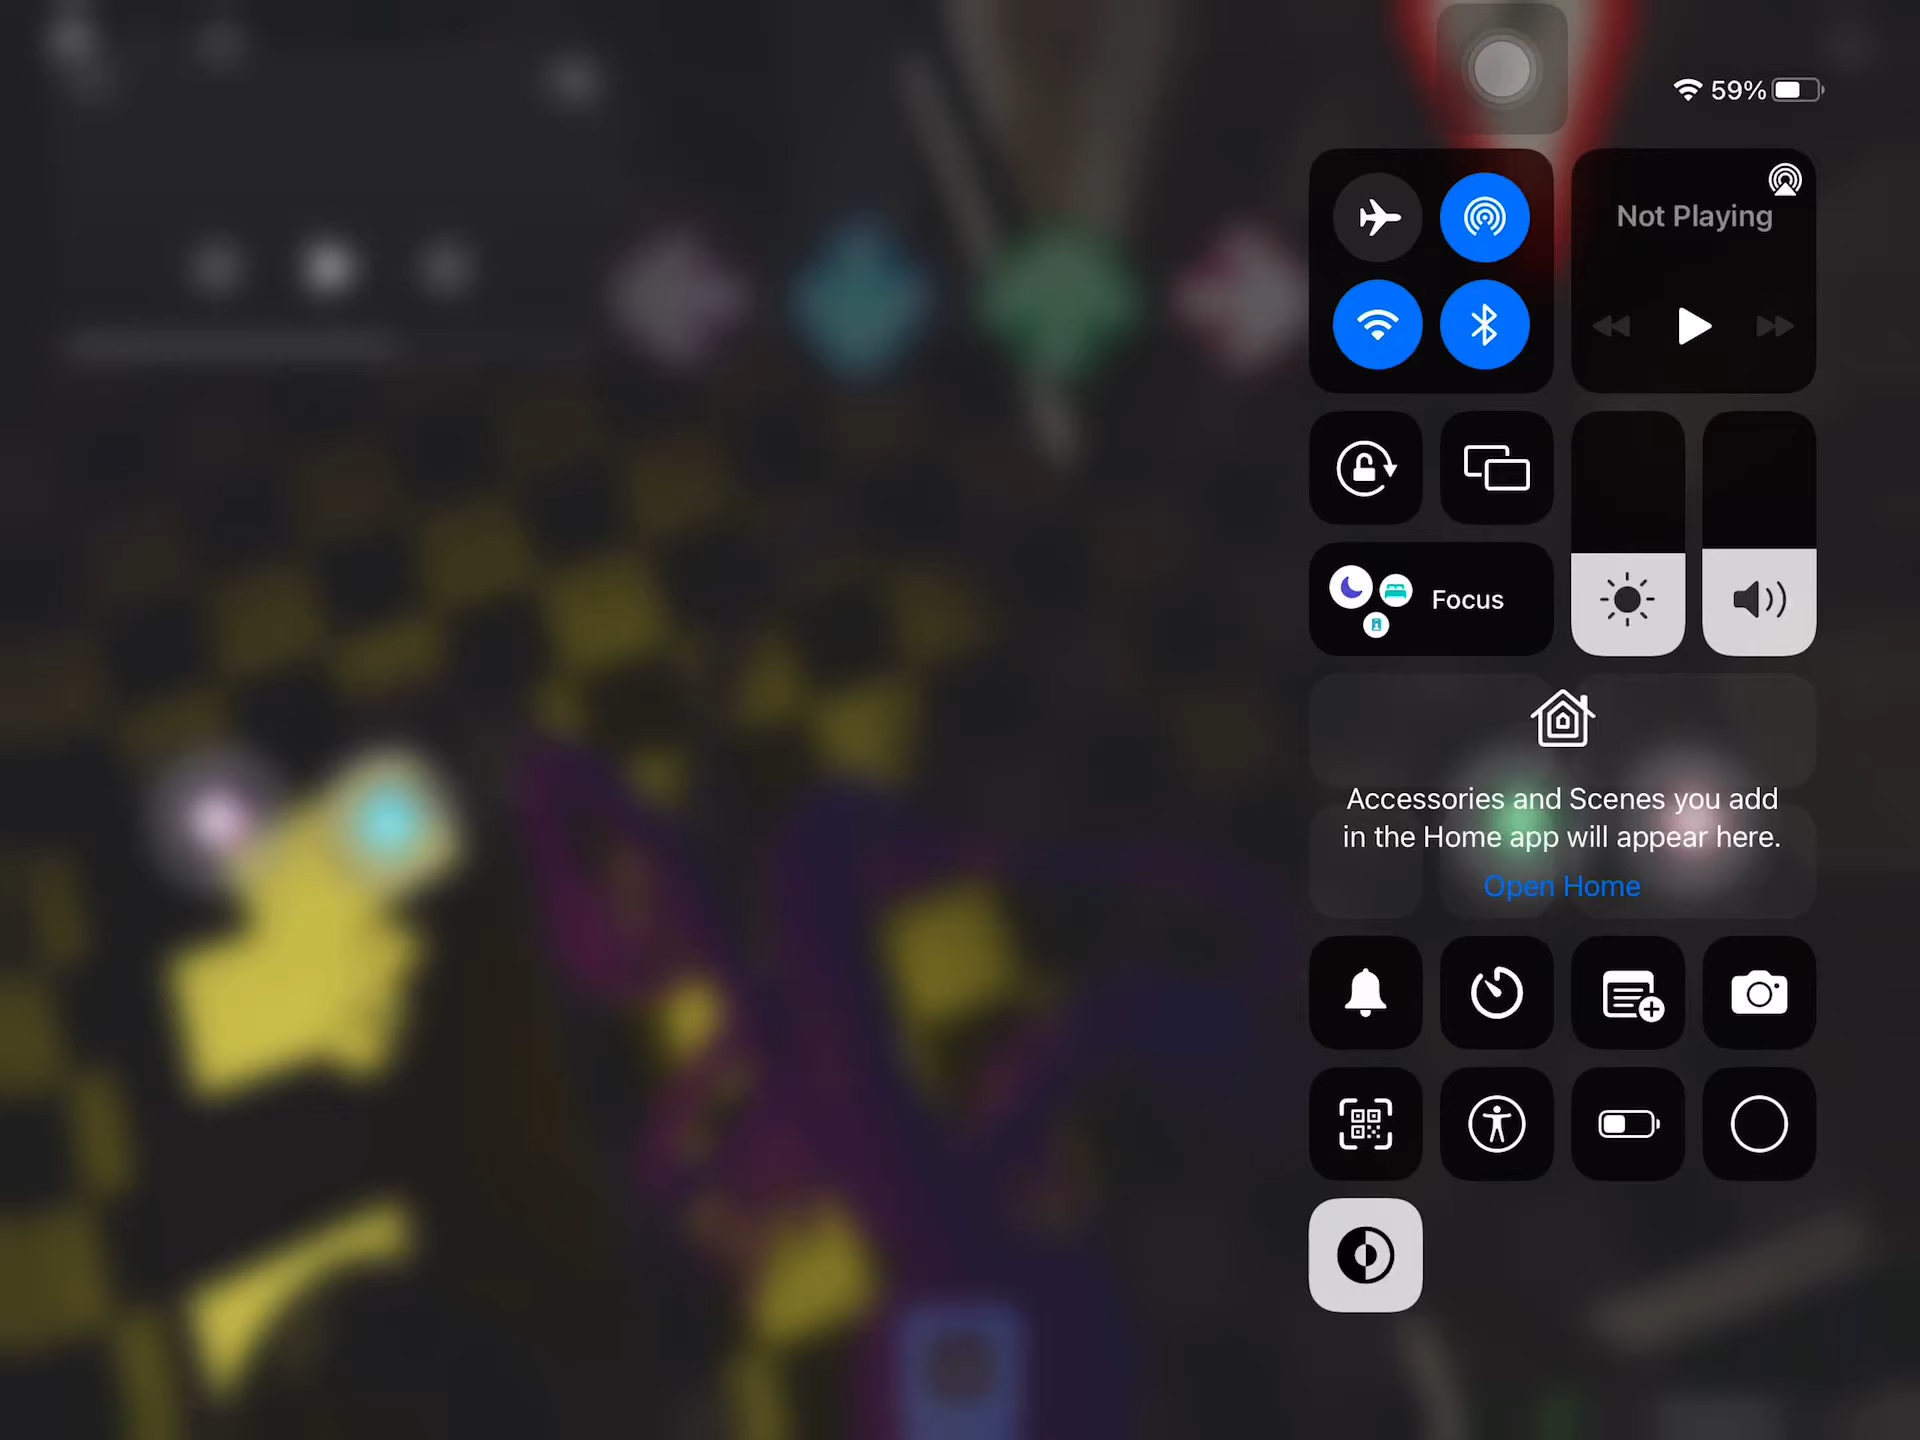 59%
Not Playing
Focus
Accessories and Scenes you add
in the Home app will appear here.
Open Home